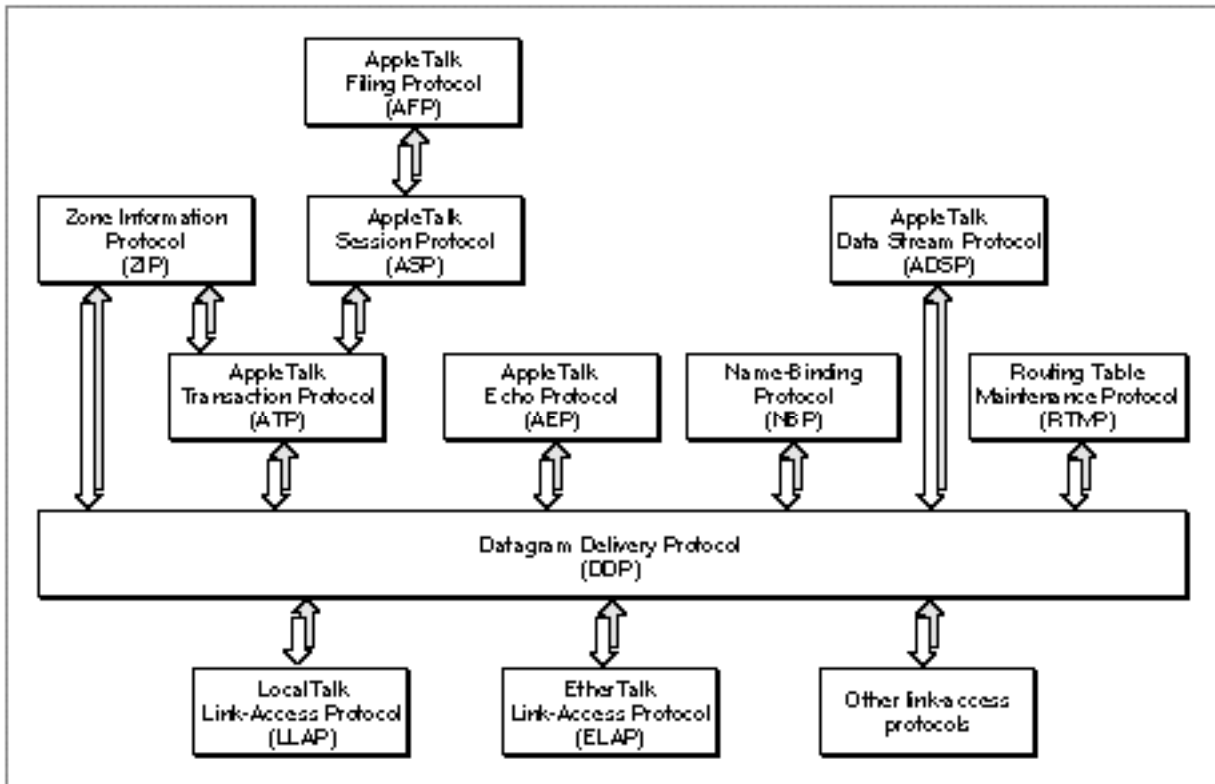 AppleTalk
Filing Protocol
(AFP)
Zone Information
Protocol
(ZIP)
AppleTalk
Session Protocol
(ASP)
AppleTalk
Data Stream Protocol
(ADSP)
AppleTalk
Transaction Protocol
(ATP)
AppleTalk
Echo Protocol
(AEP)
Name-Binding
Protocol
(NBP)
Routing Table
Maintenance Protocol
(RTMP)
Datagram Delivery Protocol
(DDP)
LocalTalk
Link-Access Protocol
(LLAP)
EtherTalk
Link-Access Protocol
(ELAP)
Other link-access
protocols